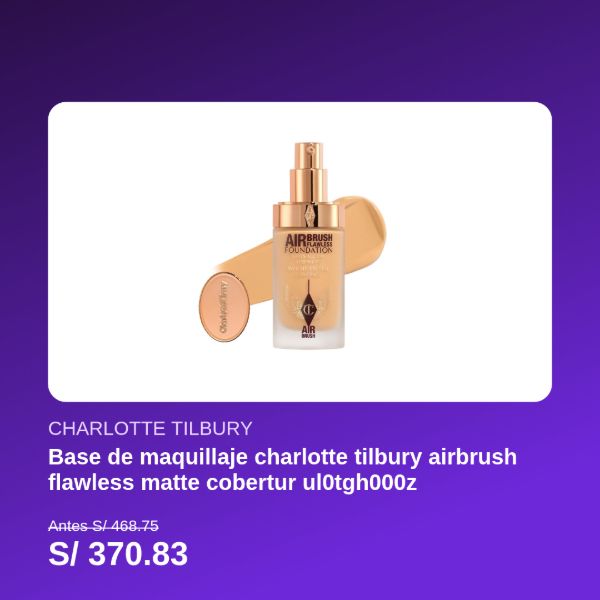 AIRBRUSH
FLAWLESS
FOUNDATION
AIR
BRUSH
CHARLOTTE TILBURY
Base de maquillaje charlotte tilbury airbrush
flawless matte cobertur ul0tgh000z
Antes S/ 468.75
S/ 370.83